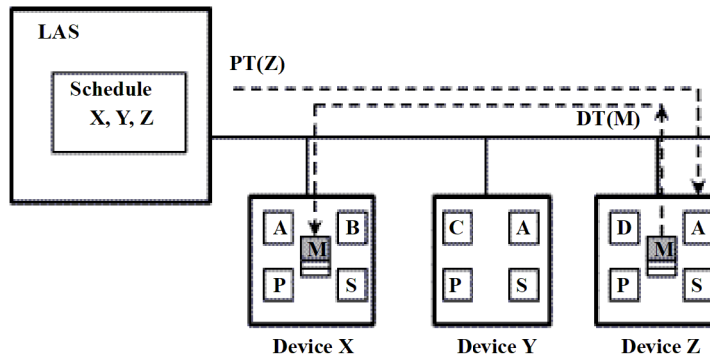 LAS
Schedule
X, Y, Z
PT(Z)
DT(M)
A B
M
P S
C A
P S
D A
M
P S
Device X Device Y Device Z